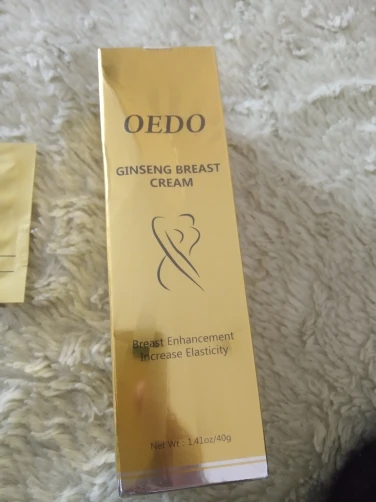 OEDO
GINSENG BREAST
CREAM
Breast Enhancement
Increase Elasticity
Net Wt.: 1.41oz/40g